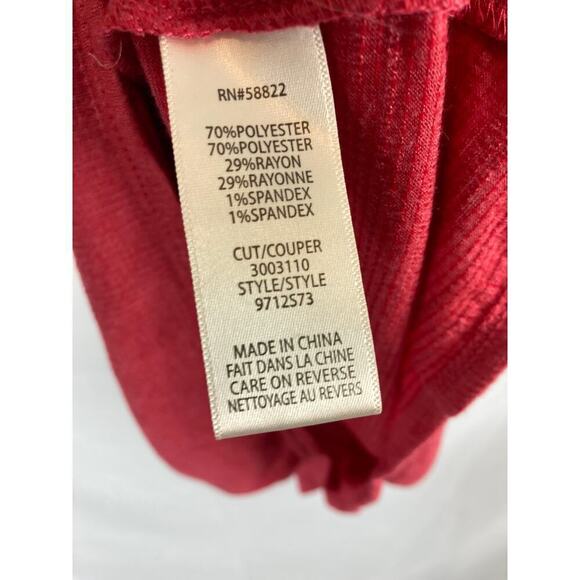 RN#58822
70%POLYESTER
70%POLYESTER
29%RAYON
29%RAYONNE
1%SPANDEX
1%SPANDEX
CUT/COUPER
3003110
STYLE/STYLE
9712S73
MADE IN CHINA
FAIT DANS LA CHINE
CARE ON REVERSE
NETTOYAGE AU REVERS